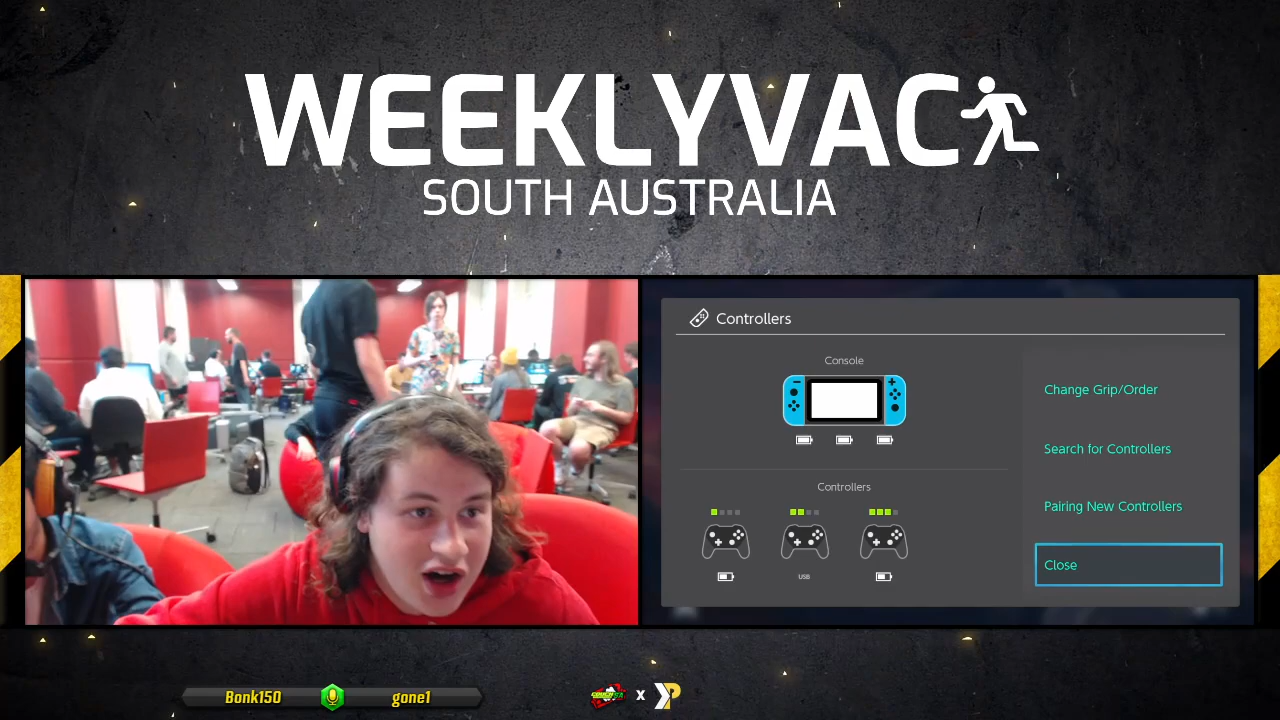 WEEKLYVAC
SOUTH AUSTRALIA
Controllers
Console
Change Grip/Order
Search for Controllers
Controllers
Pairing New Controllers
USB
Close
Bonk150
gone1
X